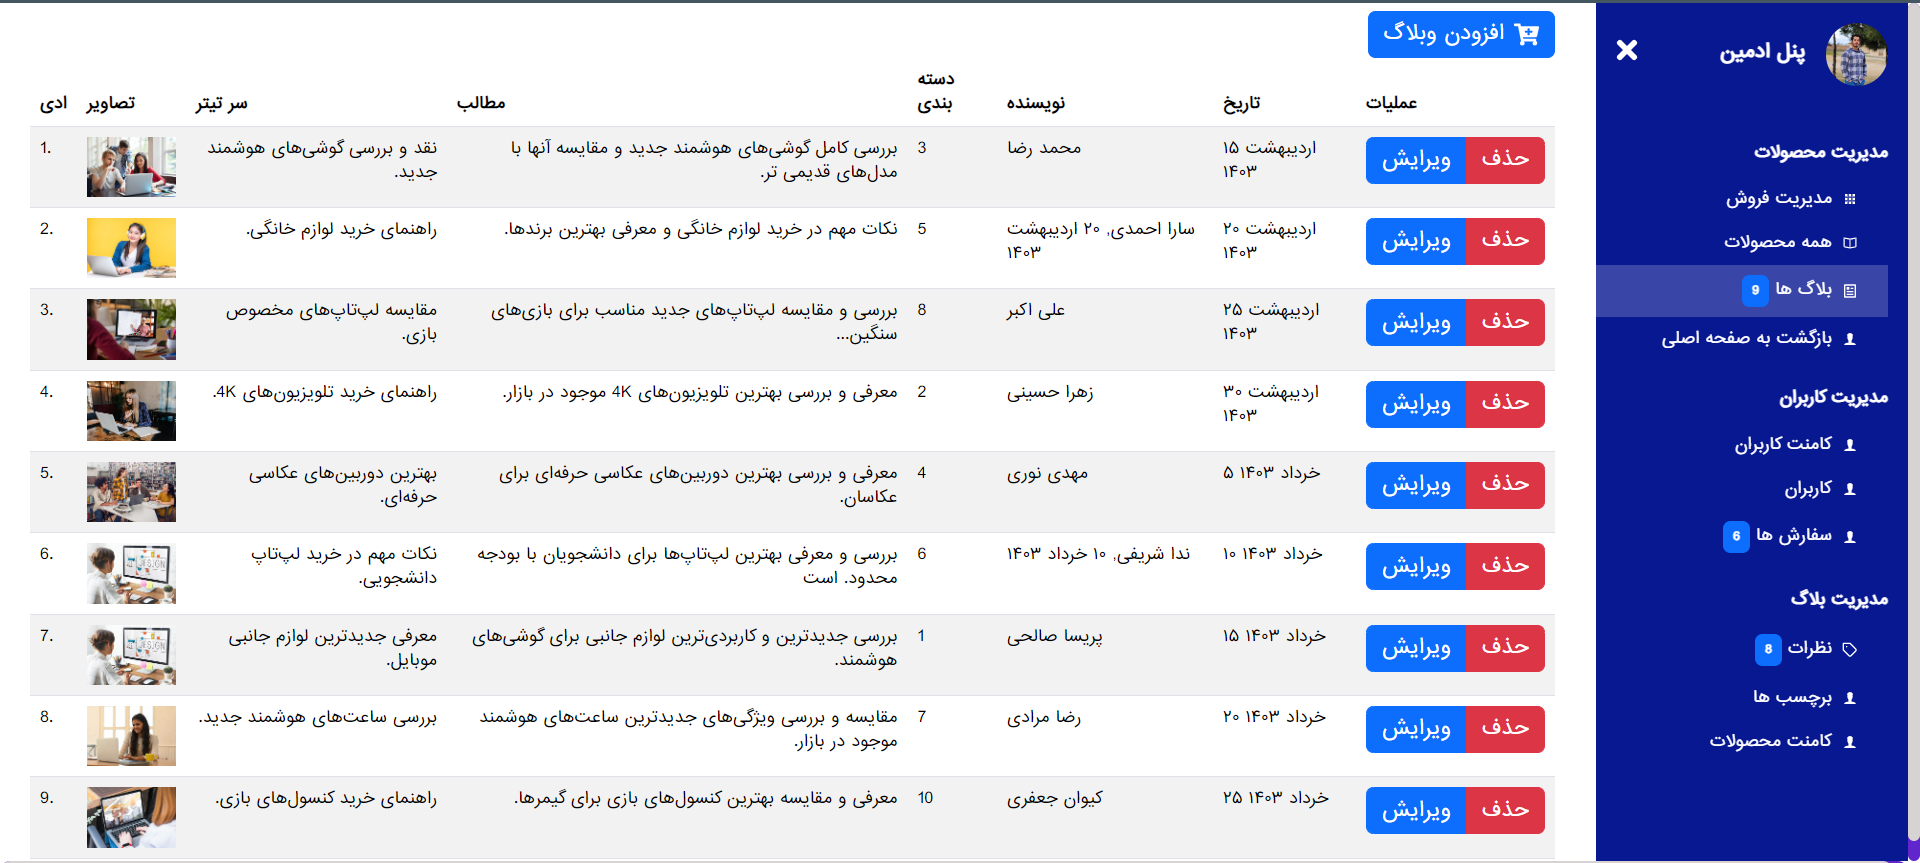 افزودن وبلاگ
ادی
تصاویر
سر تیتر
مطالب
دسته
بندی
نویسنده
تاریخ
عملیات
1.
نقد و بررسی گوشی‌های هوشمند
جدید.
بررسی کامل گوشی‌های هوشمند جدید و مقایسه آنها با
مدل‌های قدیمی تر.
3
محمد رضا
۱۵ اردیبهشت
۱۴۰۳
ویرایش
حذف
2.
راهنمای خرید لوازم خانگی.
نکات مهم در خرید لوازم خانگی و معرفی بهترین برندها.
5
سارا احمدی, ۲۰ اردیبهشت
۱۴۰۳
۲۰ اردیبهشت
۱۴۰۳
ویرایش
حذف
3.
مقایسه لپ‌تاپ‌های مخصوص
بازی.
بررسی و مقایسه لپ‌تاپ‌های جدید مناسب برای بازی‌های
سنگین...
8
علی اکبر
۲۵ اردیبهشت
۱۴۰۳
ویرایش
حذف
4.
راهنمای خرید تلویزیون‌های 4K.
معرفی و بررسی بهترین تلویزیون‌های 4K موجود در بازار.
2
زهرا حسینی
۳۰ اردیبهشت
۱۴۰۳
ویرایش
حذف
5.
بهترین دوربین‌های عکاسی
حرفه‌ای.
معرفی و بررسی بهترین دوربین‌های عکاسی حرفه‌ای برای
عکاسان.
4
مهدی نوری
۵ خرداد ۱۴۰۳
ویرایش
حذف
6.
نکات مهم در خرید لپ‌تاپ
دانشجویی.
بررسی و معرفی بهترین لپ‌تاپ‌ها برای دانشجویان با بودجه
محدود. است
6
ندا شریفی, ۱۰ خرداد ۱۴۰۳
۱۰ خرداد ۱۴۰۳
ویرایش
حذف
7.
معرفی جدیدترین لوازم جانبی
موبایل.
بررسی جدیدترین و کاربردی‌ترین لوازم جانبی برای گوشی‌های
هوشمند.
1
پریسا صالحی
۱۵ خرداد ۱۴۰۳
ویرایش
حذف
8.
بررسی ساعت‌های هوشمند جدید.
مقایسه و بررسی ویژگی‌های جدیدترین ساعت‌های هوشمند
موجود در بازار.
7
رضا مرادی
۲۰ خرداد ۱۴۰۳
ویرایش
حذف
9.
راهنمای خرید کنسول‌های بازی.
معرفی و مقایسه بهترین کنسول‌های بازی برای گیمرها.
10
کیوان جعفری
۲۵ خرداد ۱۴۰۳
ویرایش
حذف
پنل ادمین
مدیریت محصولات
مدیریت فروش
همه محصولات
بلاگ ها 9
بازگشت به صفحه اصلی
مدیریت کاربران
کامنت کاربران
کاربران
سفارش ها 6
مدیریت بلاگ
نظرات 8
برچسب ها
کامنت محصولات